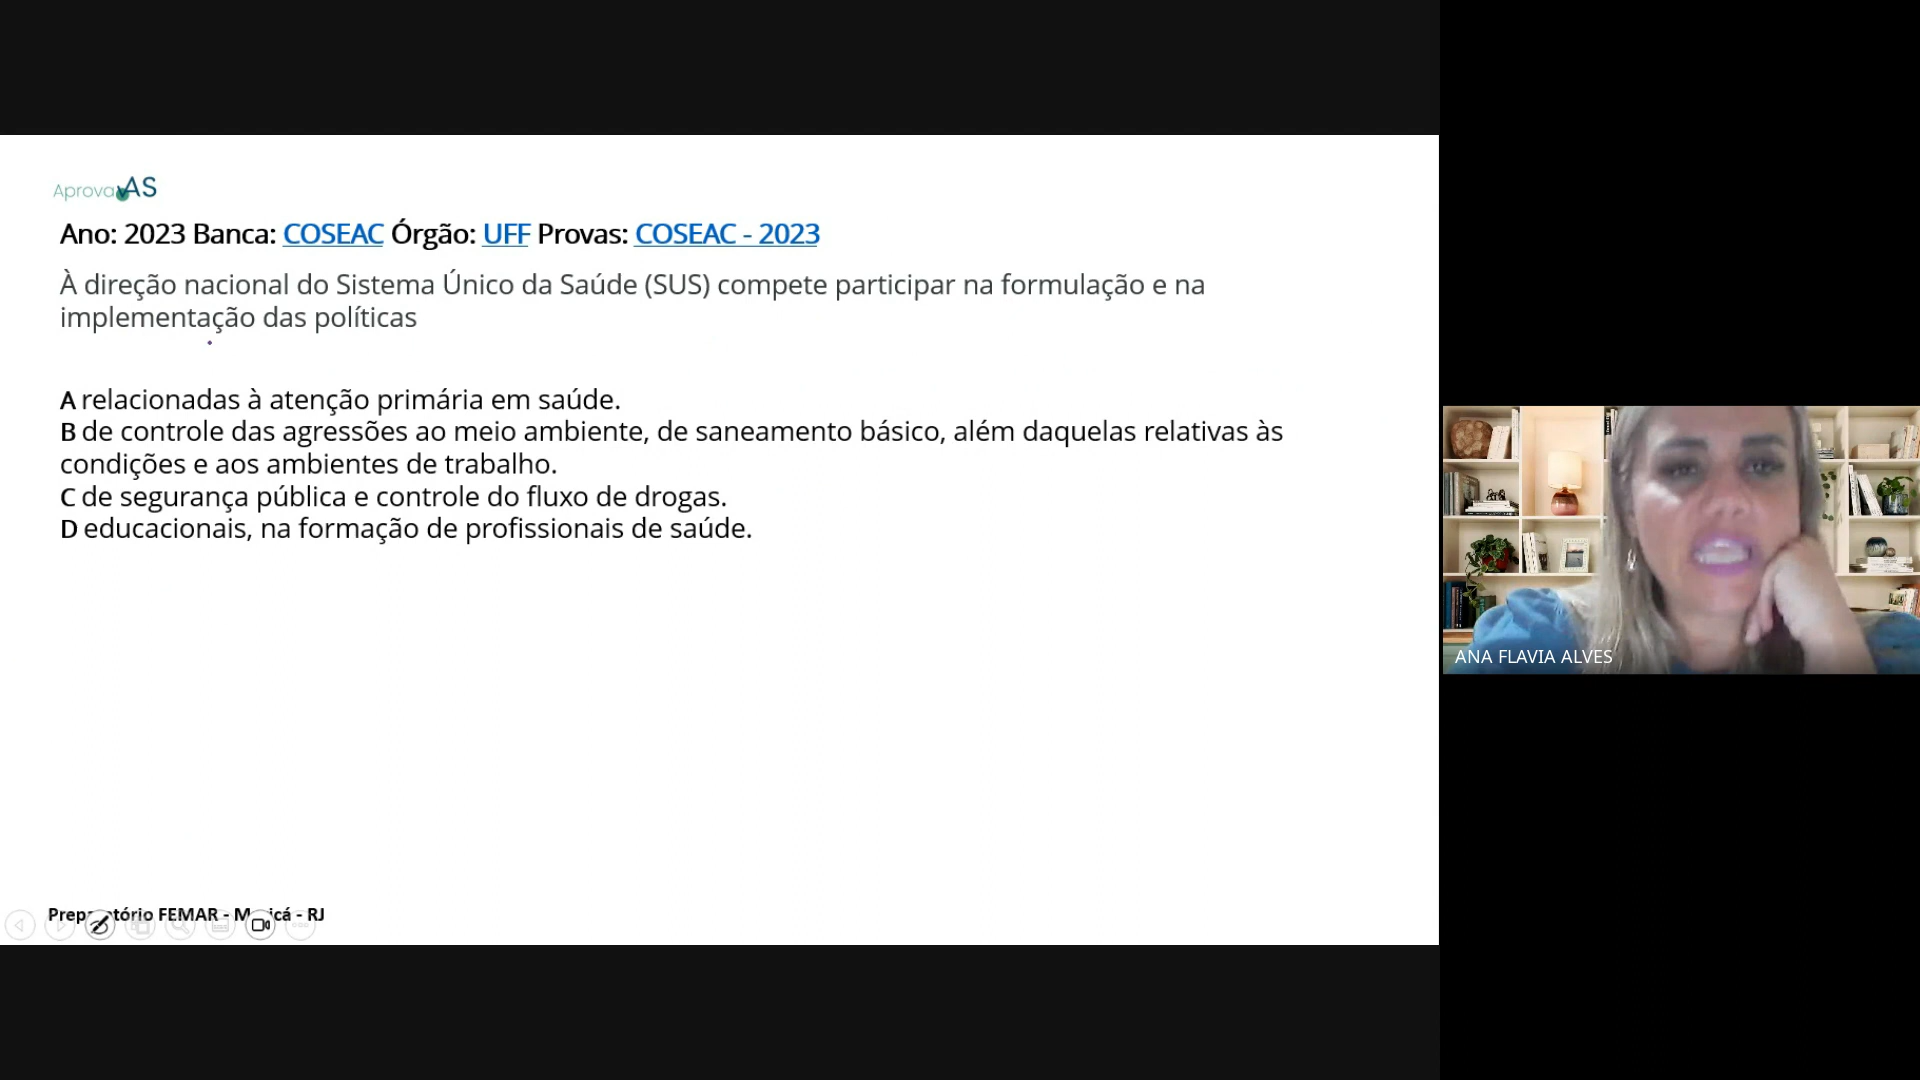 AprovaAS
Ano: 2023 Banca: COSEAC Órgão: UFF Provas: COSEAC - 2023
À direção nacional do Sistema Único da Saúde (SUS) compete participar na formulação e na
implementação das políticas
A relacionadas à atenção primária em saúde.
B de controle das agressões ao meio ambiente, de saneamento básico, além daquelas relativas às
condições e aos ambientes de trabalho.
C de segurança pública e controle do fluxo de drogas.
D educacionais, na formação de profissionais de saúde.
ANA FLAVIA ALVES
Preparatório FEMAR - Maricá - RJ